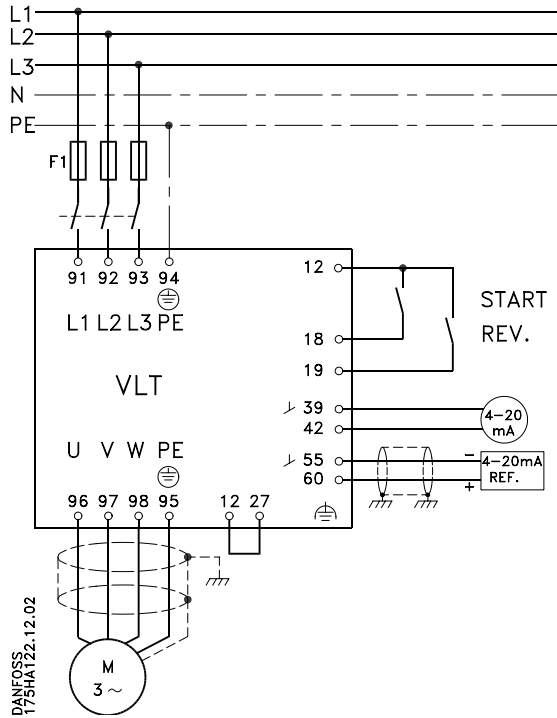 L1
L2
L3
N
PE
F1
91 92 93 94
L1 L2 L3 PE
12
START
18
REV.
19
VLT
39
4-20
mA
42
U V W PE
55
-
4-20mA
REF.
60
+
96 97 98 95
12 27
M
3 ~
DANFOSS
175HA122.12.02